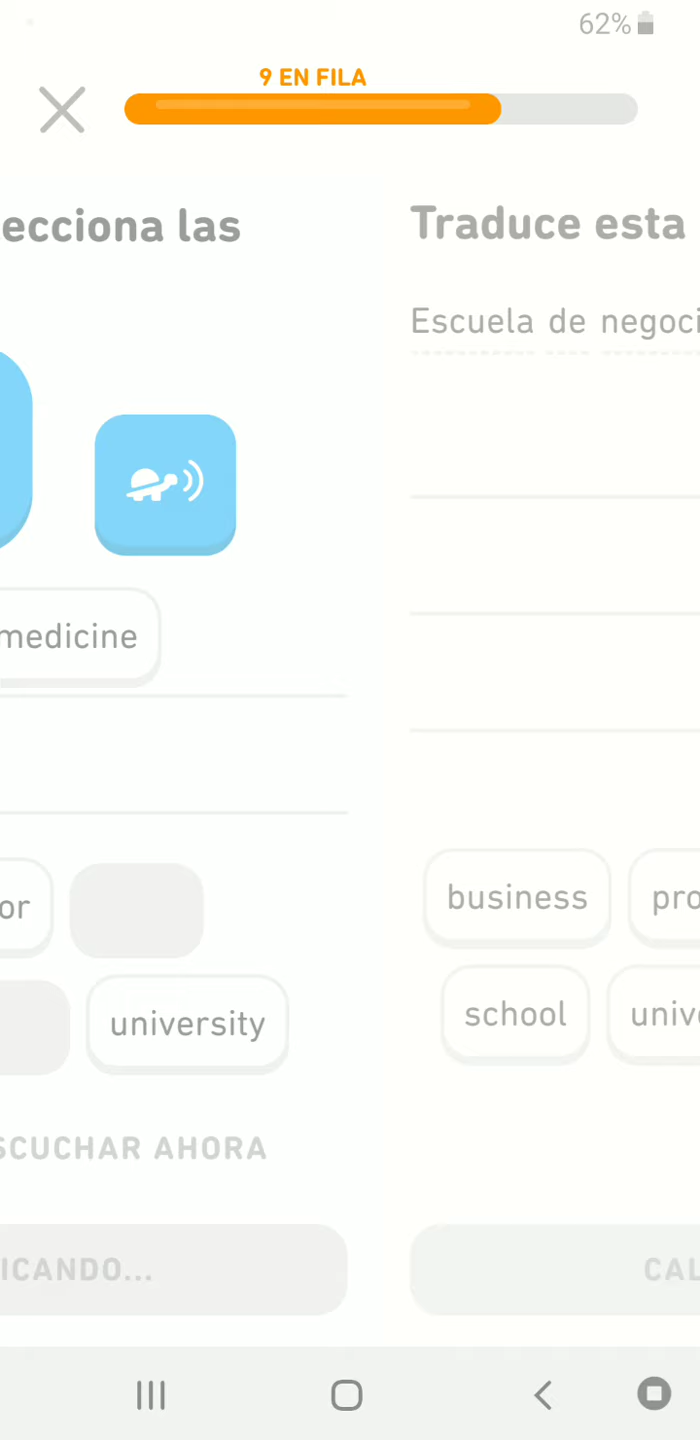 62%
9 EN FILA
ecciona las
medicine
or
university
SCUCHAR AHORA
ICANDO...
Traduce esta
Escuela de negoci
business pro
school unive
CAL